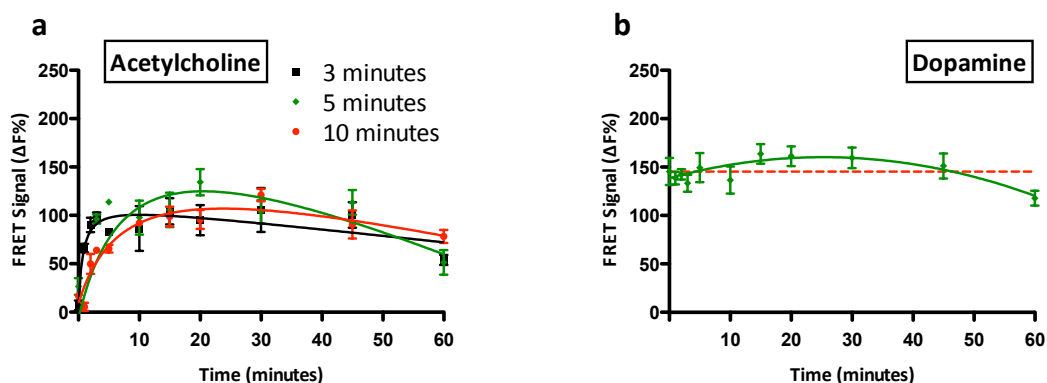 a
Acetylcholine
3 minutes
5 minutes
10 minutes
FRET Signal (ΔF%)
250
200
150
100
50
0
10 20 30 40 50 60
Time (minutes)
b
Dopamine
FRET Signal (ΔF%)
250
200
150
100
50
0
10 20 30 40 50 60
Time (minutes)